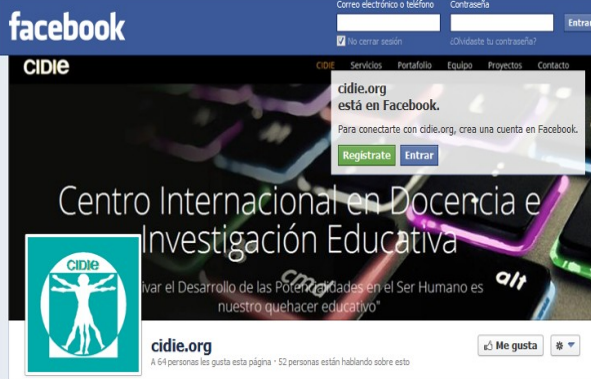 facebook
Correo electrónico o teléfono
Contraseña
Entrar
No cerrar sesión
¿Olvidaste tu contraseña?
CIDIe
CIDIE Servicios Portafolio Equipo Proyectos Contacto
cidie.org
está en Facebook.
Para conectarte con cidie.org, crea una cuenta en Facebook.
Regístrate
Entrar
Centro Internacional en Docencia e
Investigación Educativa
ivar el Desarrollo de las Potencialidades en el Ser Humano es
nuestro quehacer educativo"
cmd
alt
CIDIe
cidie.org
A 64 personas les gusta esta página · 52 personas están hablando sobre esto
Me gusta